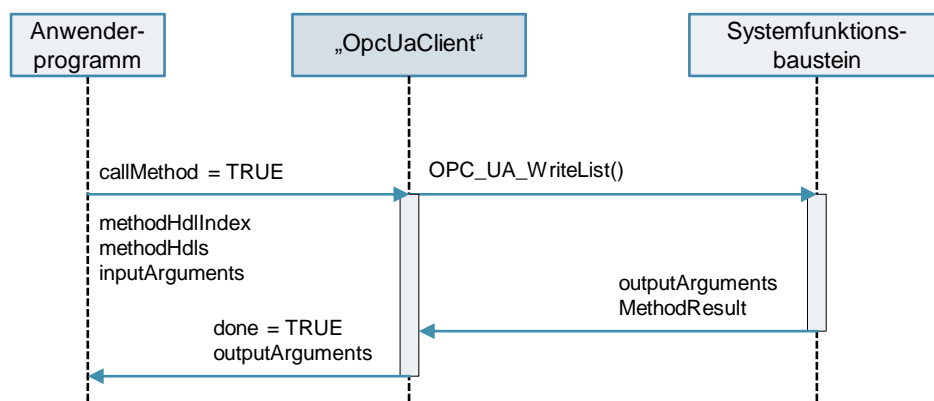 Anwender-
programm
„OpcUaClient“
Systemfunktions-
baustein
callMethod = TRUE
OPC_UA_WriteList()
methodHdlIndex
methodHdls
inputArguments
outputArguments
MethodResult
done = TRUE
outputArguments